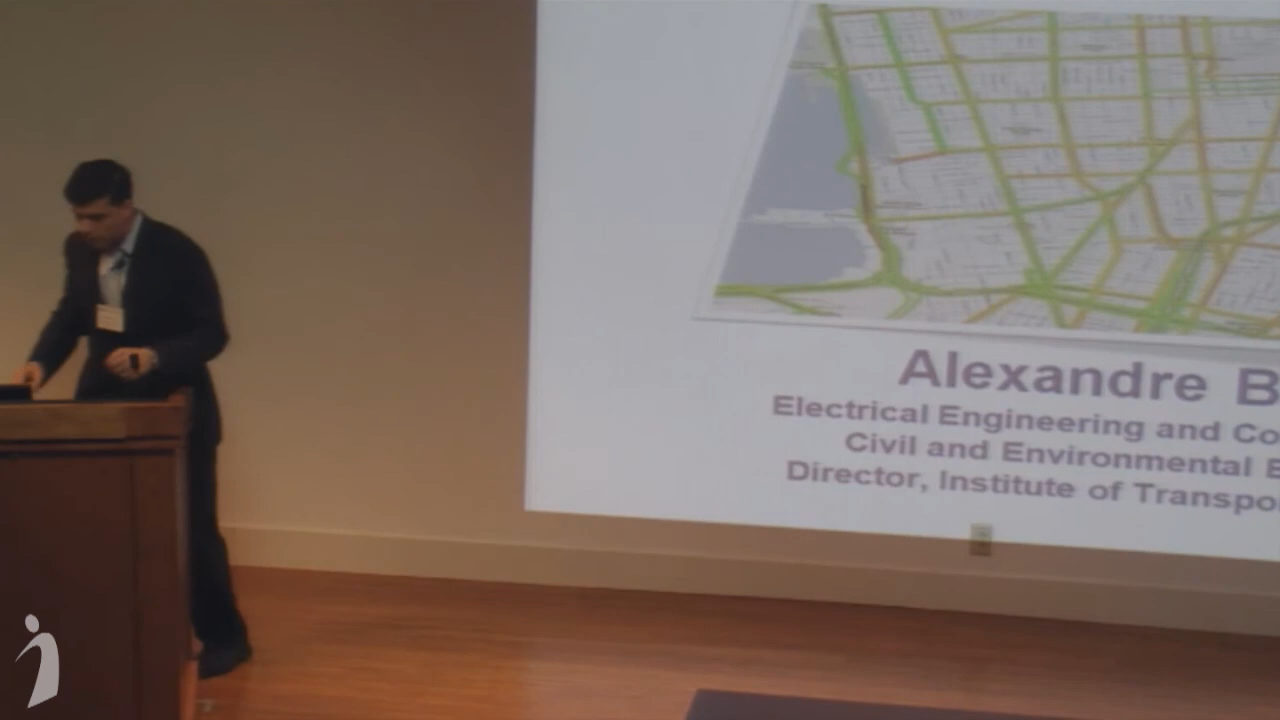 Alexandre B
Electrical Engineering and Co
Civil and Environmental E
Director, Institute of Transpo